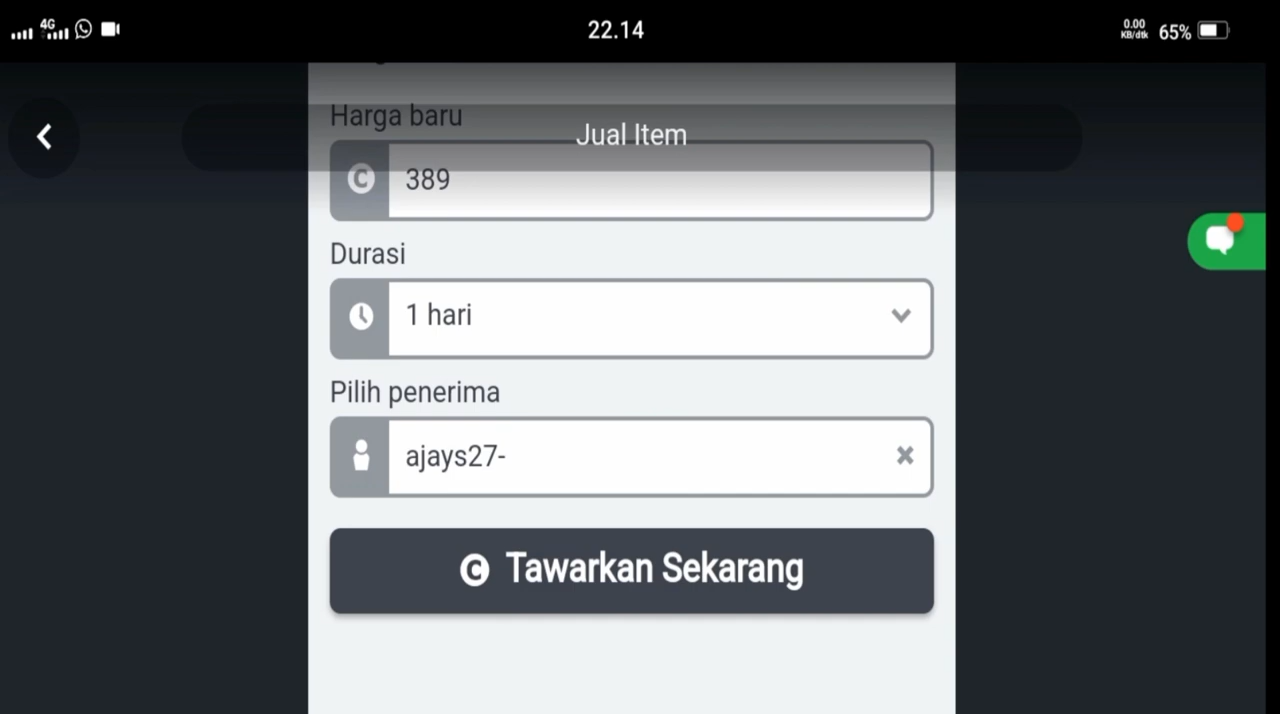 4G
22.14
0.00
KB/dtk
65%
Harga baru
Jual Item
C 389
Durasi
1 hari
Pilih penerima
ajays27-
C Tawarkan Sekarang